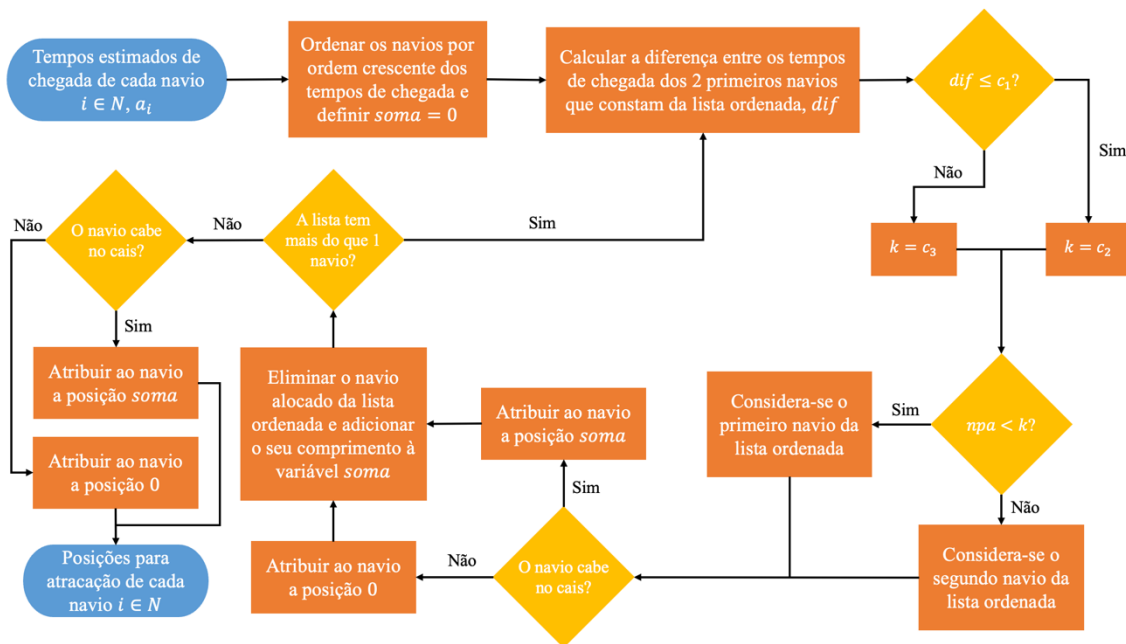 Tempos estimados de
chegada de cada navio
i ∈ N, aᵢ
Ordenar os navios por
ordem crescente dos
tempos de chegada e
definir soma = 0
Calcular a diferença entre os tempos
de chegada dos 2 primeiros navios
que constam da lista ordenada, dif
dif ≤ c₁?
Sim
Não
k = c₃
k = c₂
npa < k?
Sim
Considera-se o
primeiro navio da
lista ordenada
Não
Considera-se o
segundo navio da
lista ordenada
O navio cabe
no cais?
Sim
Atribuir ao navio
a posição soma
Não
Atribuir ao navio
a posição 0
Eliminar o navio
alocado da lista
ordenada e adicionar
o seu comprimento à
variável soma
A lista tem
mais do que 1
navio?
Sim
Não
O navio cabe
no cais?
Não
Sim
Atribuir ao navio
a posição soma
Atribuir ao navio
a posição 0
Posições para
atracação de cada
navio i ∈ N